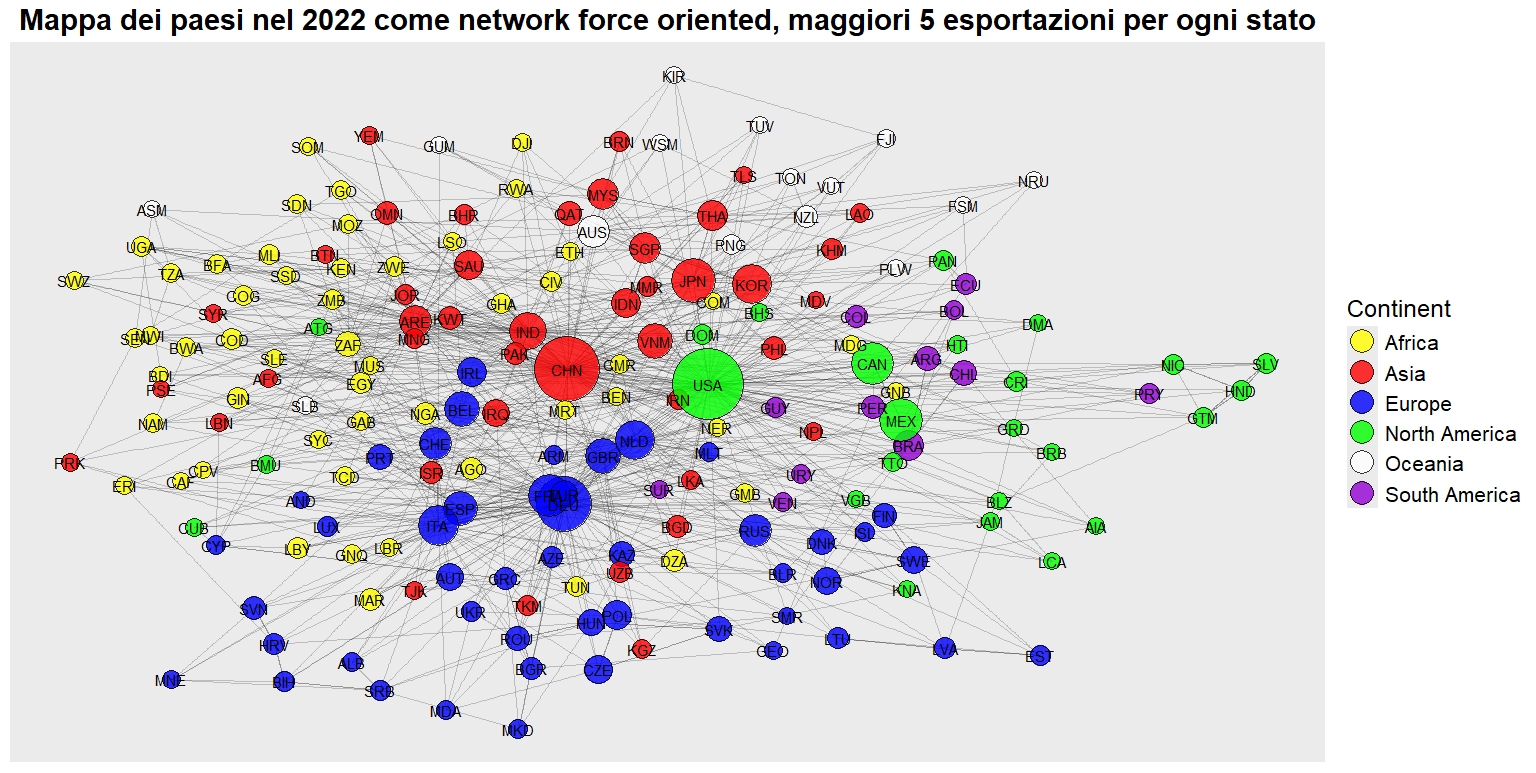 Mappa dei paesi nel 2022 come network force oriented, maggiori 5 esportazioni per ogni stato
KIR
TUV
FJI
YEM
SOM
GUM
DJI
BRN
WSM
TLS
TON
VUT
NRU
TGO
RWA
MYS
SDN
ASM
OMN
BHR
QAT
THA
NZL
LAO
FSM
MOZ
AUS
UGA
LSO
ETH
SGP
PNG
KHM
MLI
BTN
PAN
TZA
BFA
SSD
KEN
ZWE
SAU
PLW
SWZ
CIV
MMR
JPN
KOR
ECU
COG
ZMB
JOR
GHA
IDN
COM
MDV
SYR
ATG
ARE
KWT
BHS
COL
BOL
DMA
SEN
MWI
COD
MNG
IND
VNM
DOM
BWA
ZAF
PAK
PHL
MDG
HTI
SLE
MUS
IRL
CHN
CMR
USA
CAN
ARG
CHL
NIC
SLV
BDI
PSE
AFG
EGY
CRI
GIN
SLB
BEL
IRQ
MRT
BEN
IRN
GUY
PER
GNB
PRY
HND
NAM
LBN
GAB
NGA
MEX
GTM
SYC
CHE
NLD
NER
NPL
GRD
PRK
BMU
PRT
ARM
GBR
MLT
BRA
TTO
BRB
ERI
CAF
CPV
TCD
ISR
AGO
LKA
URY
SUR
GMB
VEN
VGB
BLZ
AND
ESP
DEU
CUB
LUX
ITA
BGD
RUS
FIN
JAM
AIA
CYP
LBY
GNQ
LBR
AZE
KAZ
DZA
DNK
ISL
SWE
LCA
AUT
GRC
UZB
BLR
NOR
KNA
TJK
TUN
MAR
SVN
UKR
TKM
HUN
POL
SMR
HRV
ROU
SVK
LTU
KGZ
GEO
LVA
EST
ALB
BGR
CZE
MNE
BIH
SRB
MDA
MKD
Continent
Africa
Asia
Europe
North America
Oceania
South America